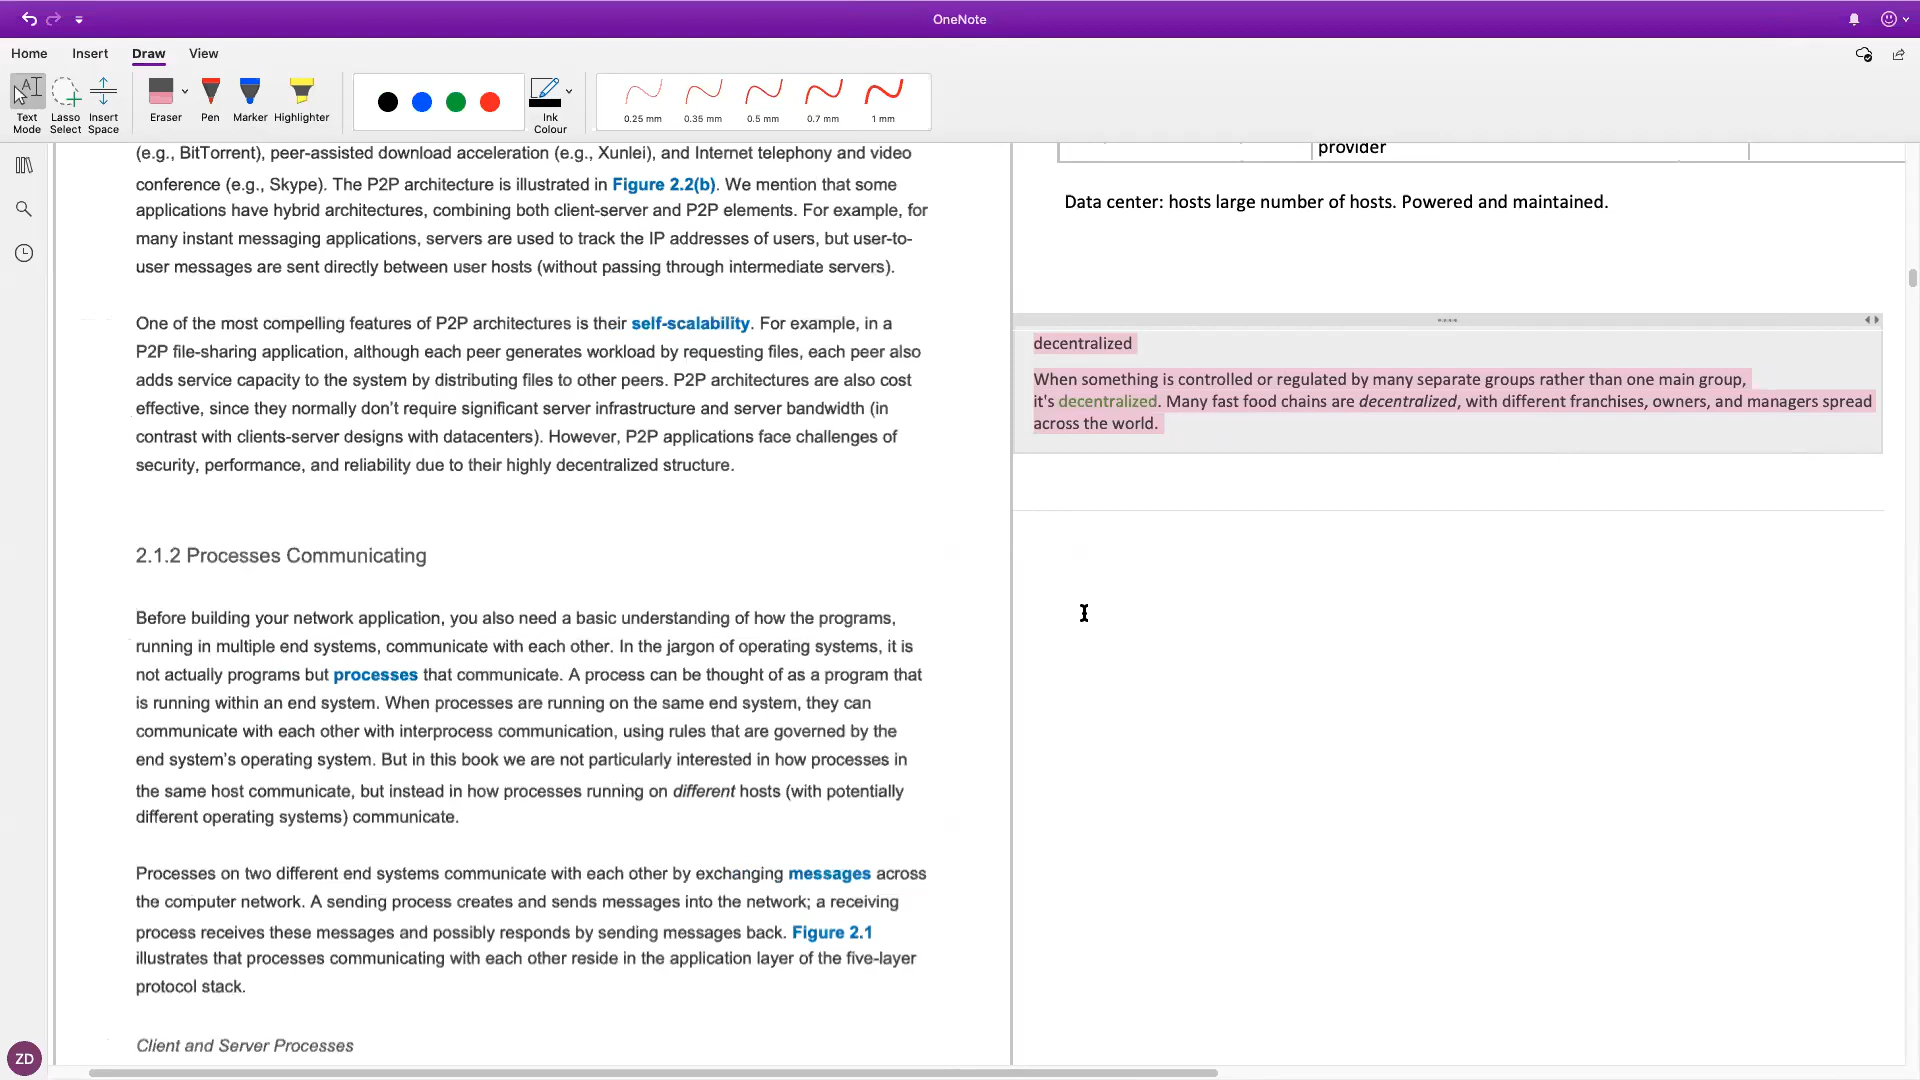 OneNote
Home Insert Draw View
Text Mode
Lasso Select
Insert Space
Eraser
Pen
Marker
Highlighter
Ink Colour
0.25 mm
0.35 mm
0.5 mm
0.7 mm
1 mm
(e.g., BitTorrent), peer-assisted download acceleration (e.g., Xunlei), and Internet telephony and video
conference (e.g., Skype). The P2P architecture is illustrated in Figure 2.2(b). We mention that some
applications have hybrid architectures, combining both client-server and P2P elements. For example, for
many instant messaging applications, servers are used to track the IP addresses of users, but user-to-
user messages are sent directly between user hosts (without passing through intermediate servers).
One of the most compelling features of P2P architectures is their self-scalability. For example, in a
P2P file-sharing application, although each peer generates workload by requesting files, each peer also
adds service capacity to the system by distributing files to other peers. P2P architectures are also cost
effective, since they normally don't require significant server infrastructure and server bandwidth (in
contrast with clients-server designs with datacenters). However, P2P applications face challenges of
security, performance, and reliability due to their highly decentralized structure.
2.1.2 Processes Communicating
Before building your network application, you also need a basic understanding of how the programs,
running in multiple end systems, communicate with each other. In the jargon of operating systems, it is
not actually programs but processes that communicate. A process can be thought of as a program that
is running within an end system. When processes are running on the same end system, they can
communicate with each other with interprocess communication, using rules that are governed by the
end system's operating system. But in this book we are not particularly interested in how processes in
the same host communicate, but instead in how processes running on different hosts (with potentially
different operating systems) communicate.
Processes on two different end systems communicate with each other by exchanging messages across
the computer network. A sending process creates and sends messages into the network; a receiving
process receives these messages and possibly responds by sending messages back. Figure 2.1
illustrates that processes communicating with each other reside in the application layer of the five-layer
protocol stack.
Client and Server Processes
provider
Data center: hosts large number of hosts. Powered and maintained.
decentralized
When something is controlled or regulated by many separate groups rather than one main group,
it's decentralized. Many fast food chains are decentralized, with different franchises, owners, and managers spread
across the world.
ZD